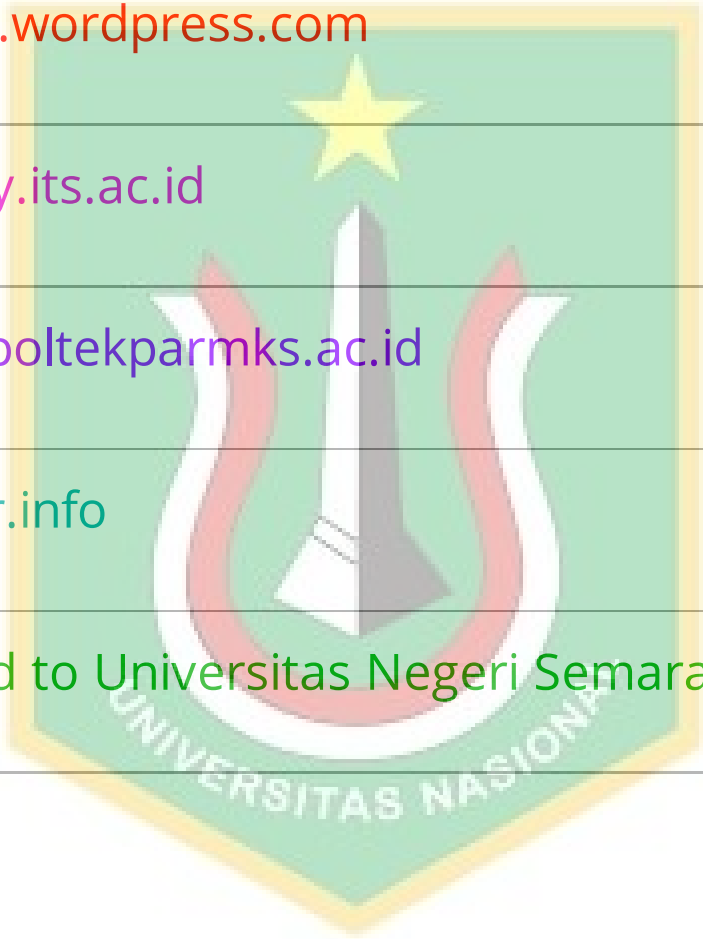 .wordpress.com
y.its.ac.id
poltekparmks.ac.id
r.info
d to Universitas Negeri Semara
UNIVERSITAS NASIONAL